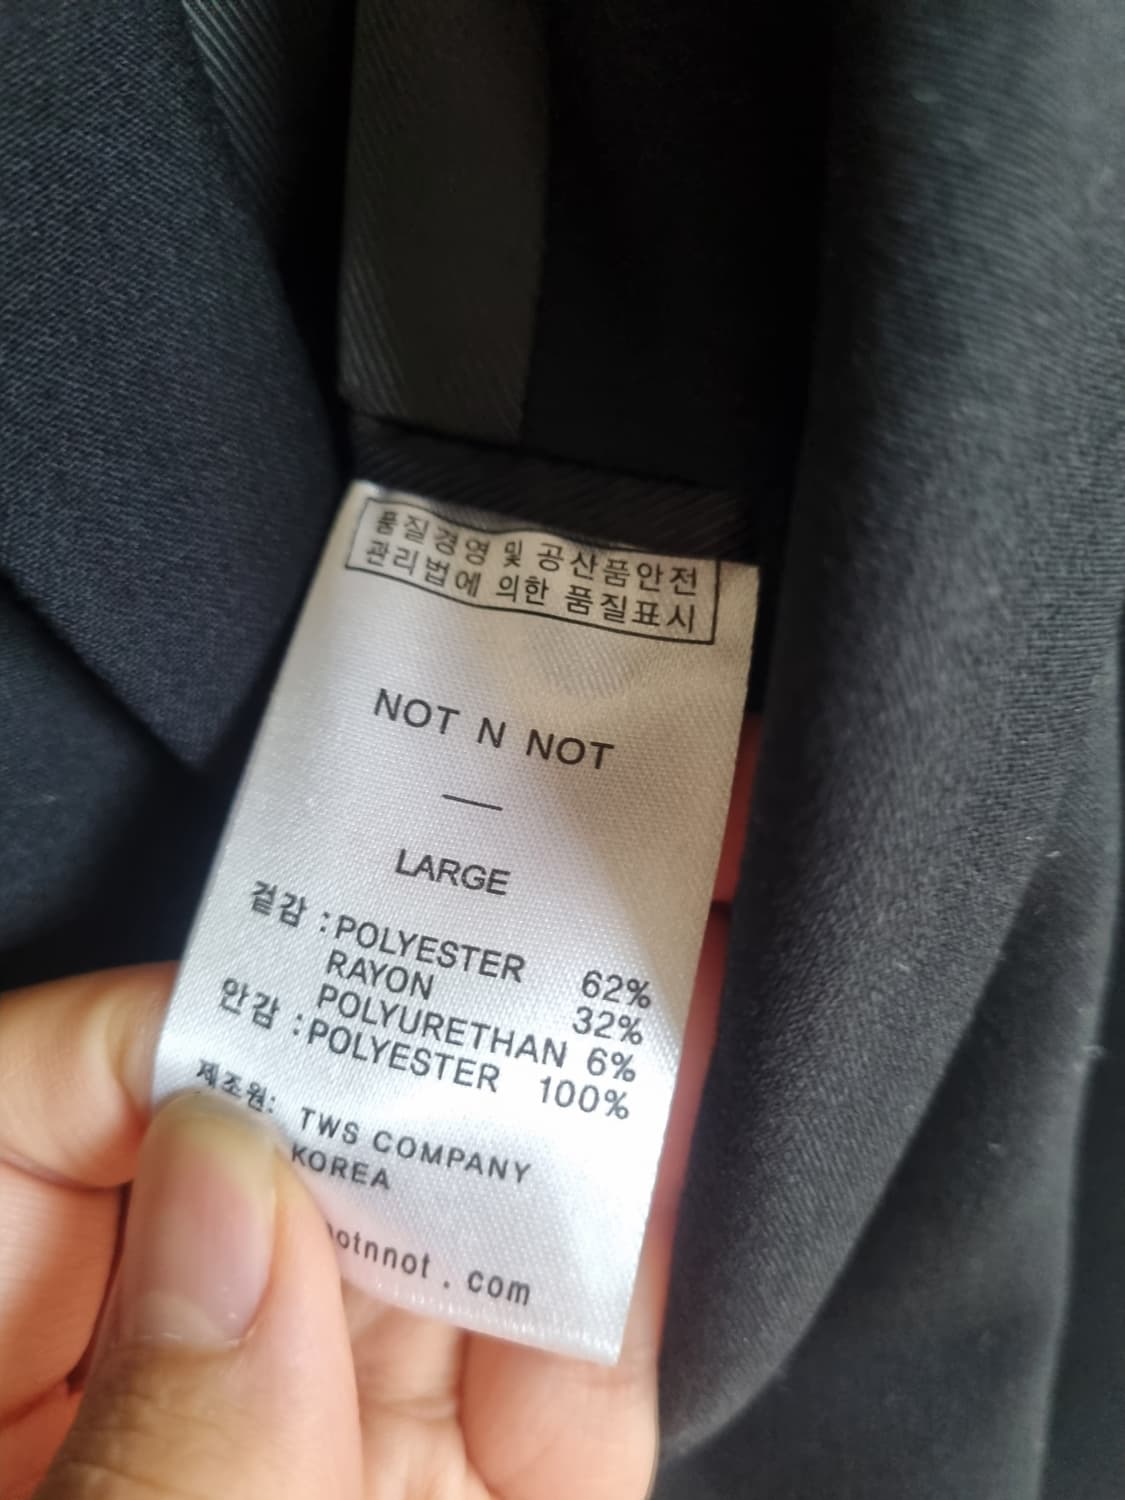 품질경영 및 공산품안전
관리법에 의한 품질표시
NOT N NOT
LARGE
겉감 : POLYESTER 62%
RAYON 32%
POLYURETHAN 6%
안감 : POLYESTER 100%
제조원: TWS COMPANY
KOREA
otnnot . com